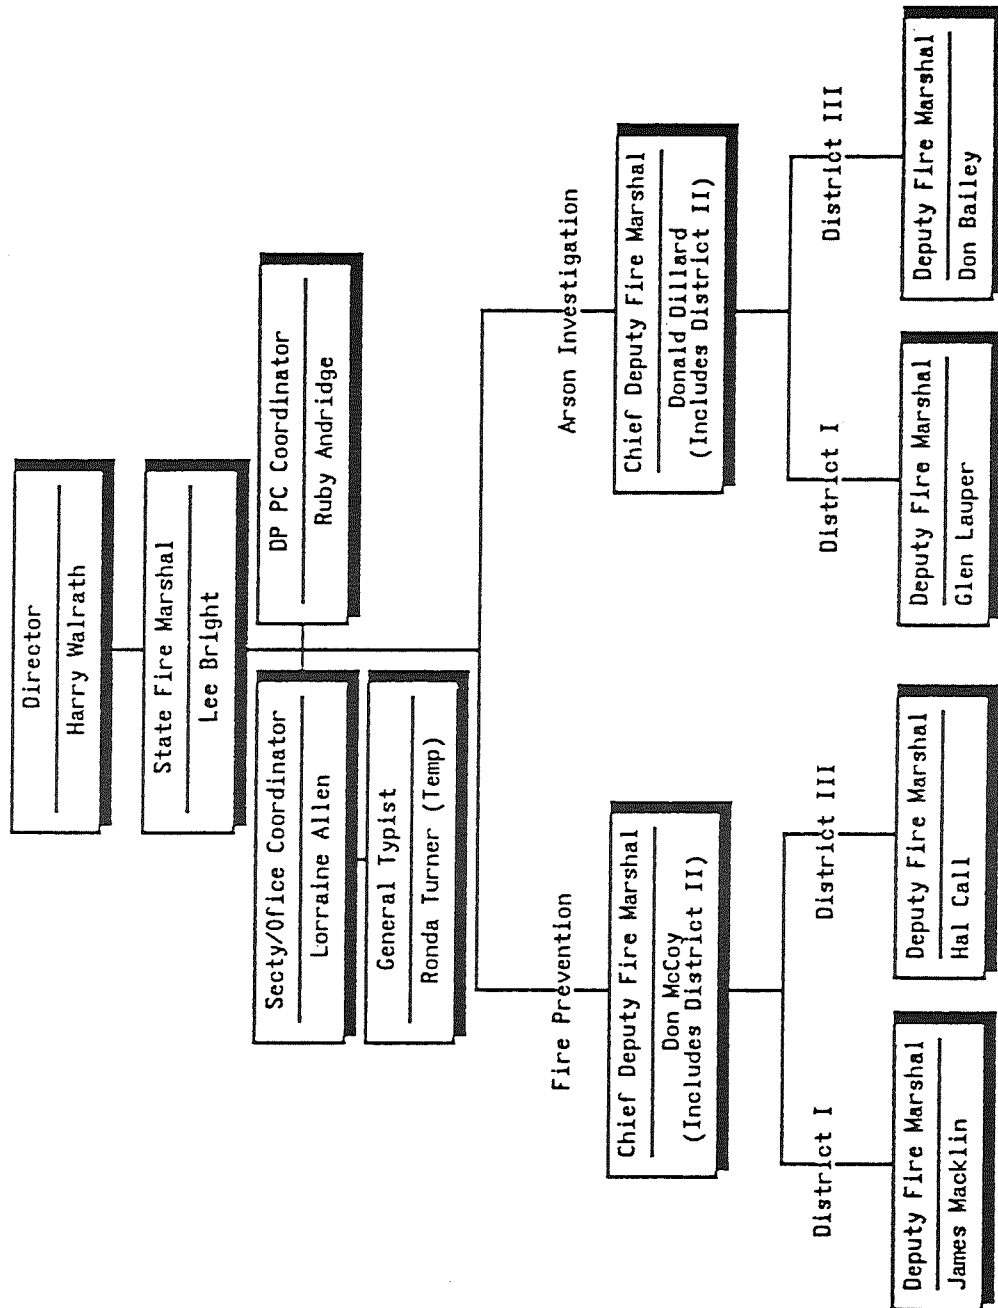 Director
Harry Walrath
State Fire Marshal
Lee Bright
Secty/Ofice Coordinator
Lorraine Allen
DP PC Coordinator
Ruby Andridge
General Typist
Ronda Turner (Temp)
Fire Prevention
Arson Investigation
Chief Deputy Fire Marshal
Don McCoy
(Includes District II)
Chief Deputy Fire Marshal
Donald Dillard
(Includes District II)
District I
District III
District I
District III
Deputy Fire Marshal
James Macklin
Deputy Fire Marshal
Hal Call
Deputy Fire Marshal
Glen Lauper
Deputy Fire Marshal
Don Bailey